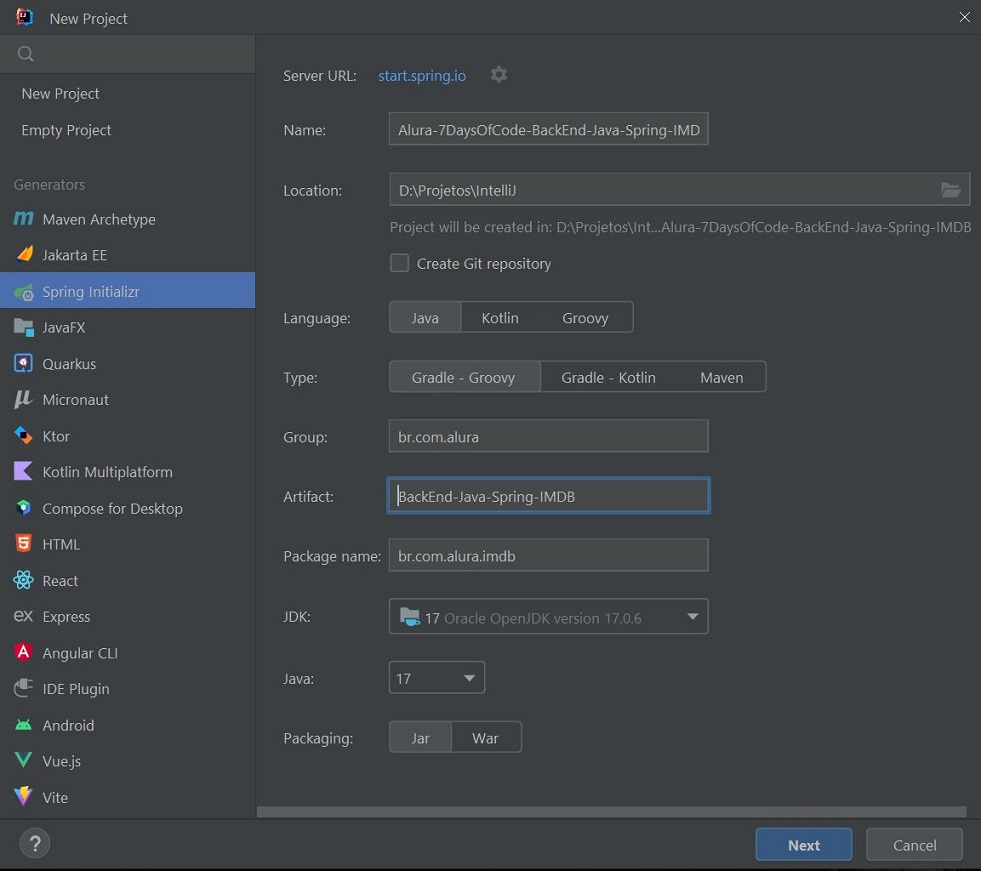 New Project
New Project
Empty Project
Generators
Maven Archetype
Jakarta EE
Spring Initializr
JavaFX
Quarkus
Micronaut
Ktor
Kotlin Multiplatform
Compose for Desktop
HTML
React
Express
Angular CLI
IDE Plugin
Android
Vue.js
Vite
Server URL: start.spring.io
Name: Alura-7DaysOfCode-BackEnd-Java-Spring-IMD
Location: D:\Projetos\IntelliJ
Project will be created in: D:\Projetos\Int...Alura-7DaysOfCode-BackEnd-Java-Spring-IMDB
Create Git repository
Language: Java Kotlin Groovy
Type: Gradle - Groovy Gradle - Kotlin Maven
Group: br.com.alura
Artifact: BackEnd-Java-Spring-IMDB
Package name: br.com.alura.imdb
JDK: 17 Oracle OpenJDK version 17.0.6
Java: 17
Packaging: Jar War
? Next Cancel